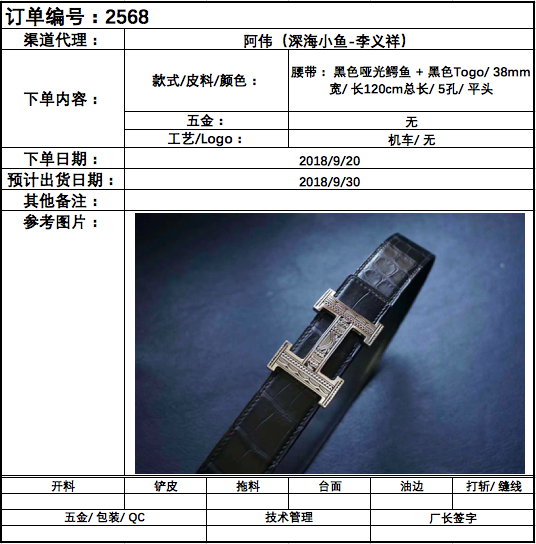 订单编号：2568
渠道代理： 阿伟（深海小鱼-李义祥）
下单内容： 款式/皮料/颜色： 腰带： 黑色哑光鳄鱼 + 黑色Togo/ 38mm
宽/ 长120cm总长/ 5孔/ 平头
五金： 无
工艺/Logo： 机车/ 无
下单日期： 2018/9/20
预计出货日期： 2018/9/30
其他备注：
参考图片：
开料 铲皮 拖料 台面 油边 打斩/ 缝线
五金/ 包装/ QC 技术管理 厂长签字